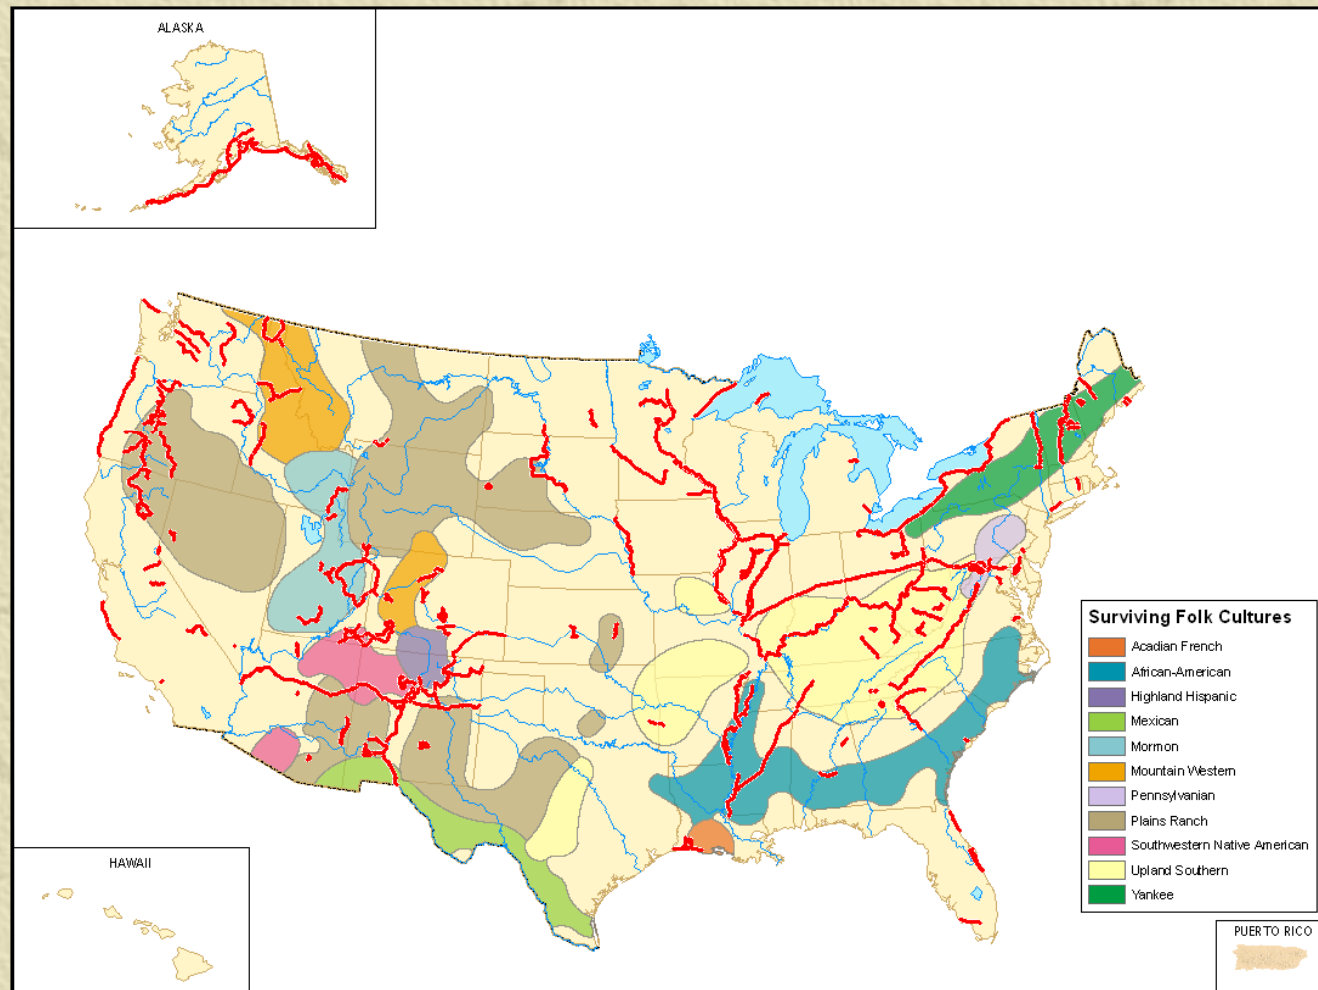 ALASKA
Surviving Folk Cultures
Acadian French
African-American
Highland Hispanic
Mexican
Mormon
Mountain Western
Pennsylvanian
Plains Ranch
Southwestern Native American
Upland Southern
Yankee
HAWAII
PUERTO RICO